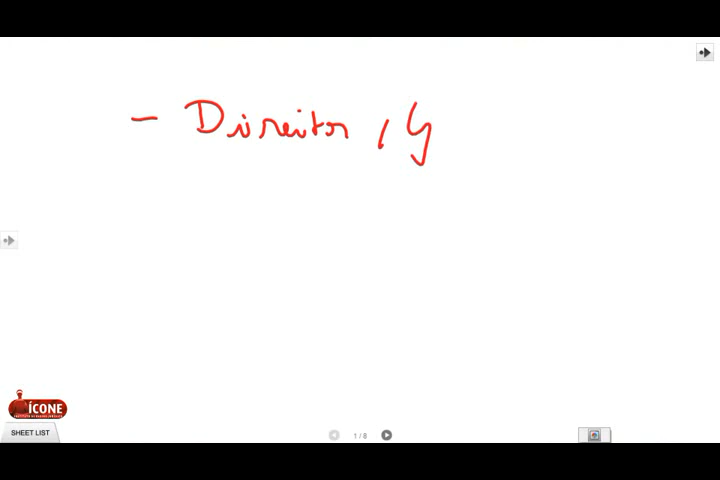 - Direitos / G
ÍCONE
SHEET LIST
1 / 8